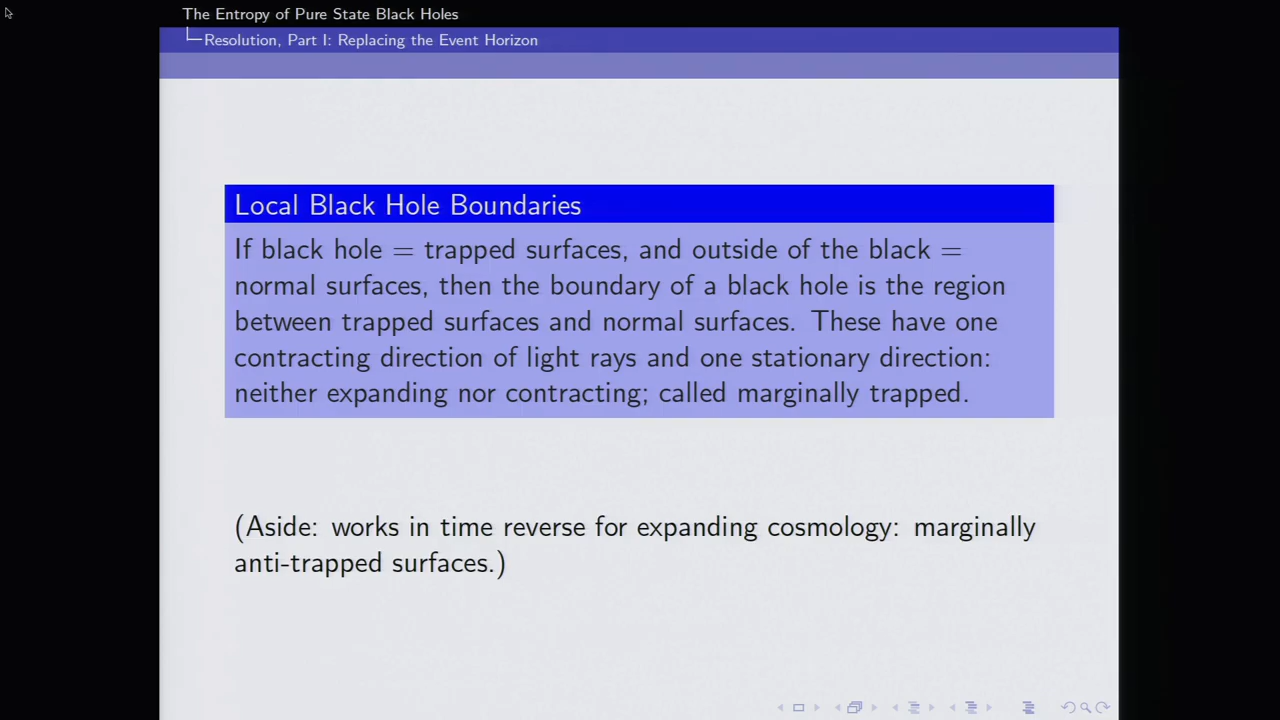 The Entropy of Pure State Black Holes
Resolution, Part I: Replacing the Event Horizon
Local Black Hole Boundaries
If black hole = trapped surfaces, and outside of the black =
normal surfaces, then the boundary of a black hole is the region
between trapped surfaces and normal surfaces. These have one
contracting direction of light rays and one stationary direction:
neither expanding nor contracting; called marginally trapped.
(Aside: works in time reverse for expanding cosmology: marginally
anti-trapped surfaces.)